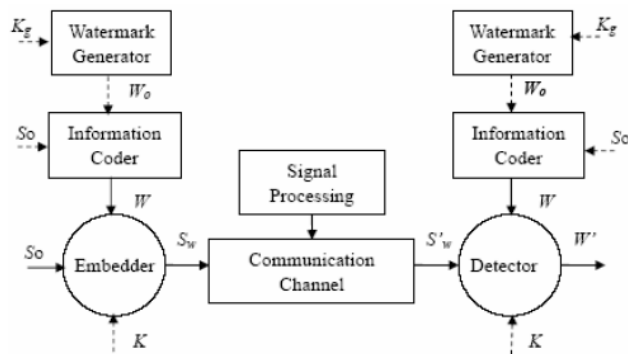 Kg
Watermark
Generator
Wo
So
Information
Coder
W
So
Embedder
K
Sw
Signal
Processing
Communication
Channel
S'w
Watermark
Generator
Kg
Wo
Information
Coder
So
W
Detector
W'
K